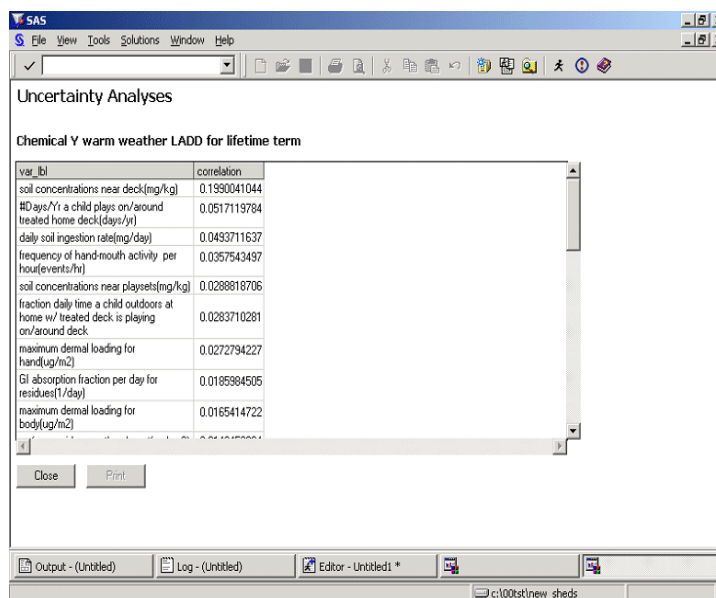 SAS
File View Tools Solutions Window Help
Uncertainty Analyses
Chemical Y warm weather LADD for lifetime term
var_lbl correlation
soil concentrations near deck(mg/kg) 0.1990041044
#Days/Yr a child plays on/around
treated home deck(days/yr) 0.0517119784
daily soil ingestion rate(mg/day) 0.0493711637
frequency of hand-mouth activity per
hour(events/hr) 0.0357543497
soil concentrations near playsets(mg/kg) 0.0288818706
fraction daily time a child outdoors at
home w/ treated deck is playing
on/around deck 0.0283710281
maximum dermal loading for
hand(ug/m2) 0.0272794227
GI absorption fraction per day for
residues(1/day) 0.0185984505
maximum dermal loading for
body(ug/m2) 0.0165414722
Close Print
Output - (Untitled) Log - (Untitled) Editor - Untitled1 *
c:\00tst\new_sheds